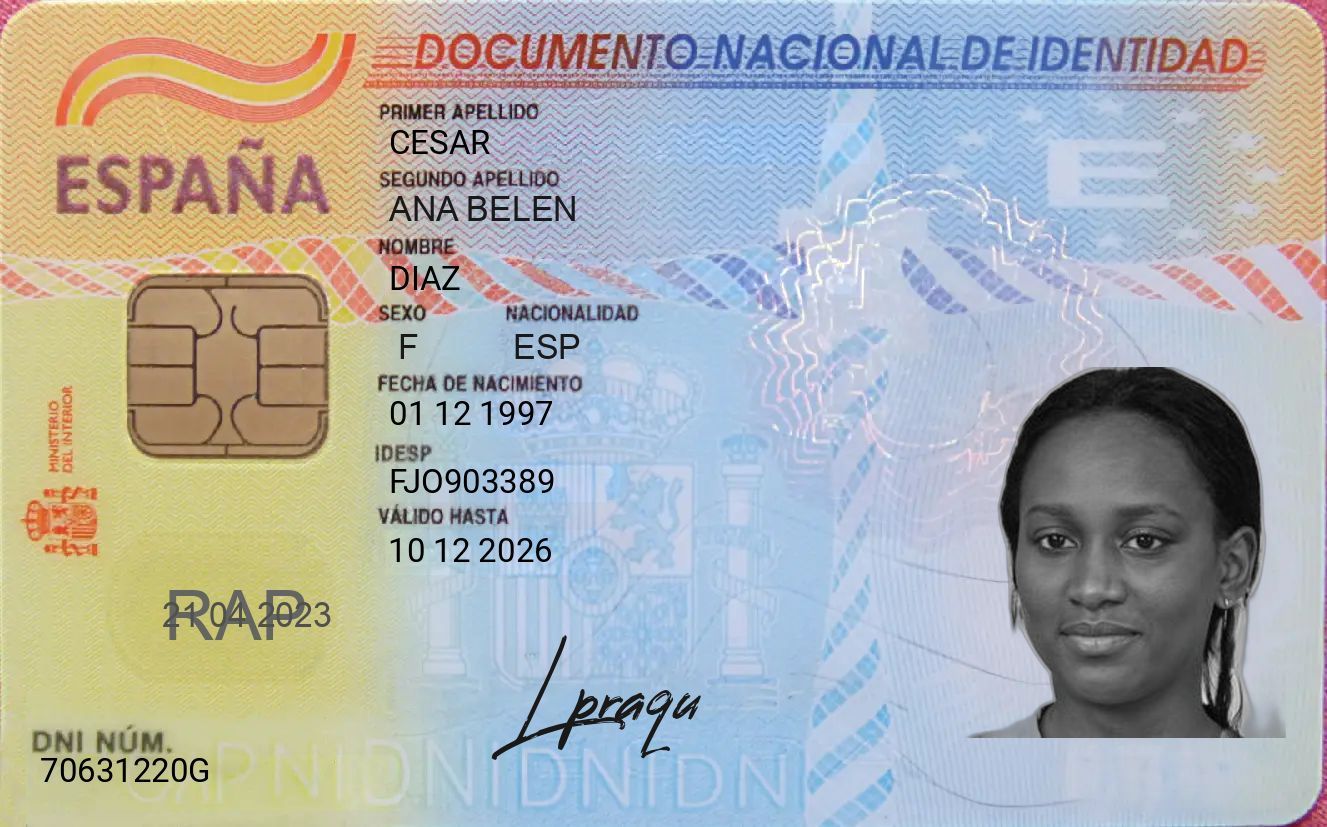 DOCUMENTO NACIONAL DE IDENTIDAD
ESPAÑA
E
PRIMER APELLIDO
CESAR
SEGUNDO APELLIDO
ANA BELEN
NOMBRE
DIAZ
SEXO NACIONALIDAD
F ESP
FECHA DE NACIMIENTO
01 12 1997
IDESP
FJO903389
VÁLIDO HASTA
10 12 2026
MINISTERIO
DEL INTERIOR
RAP
21 04 2023
Lpraqu
DNI NÚM.
70631220G
DNIDNIDNIDN